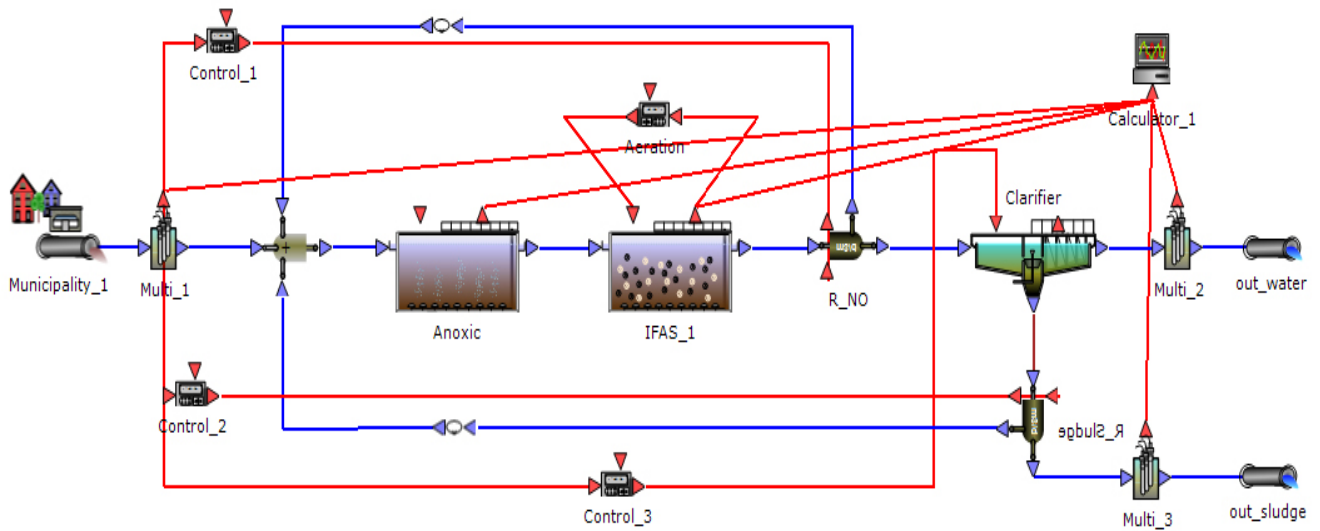 Control_1
Calculator_1
Aeration
Clarifier
Municipality_1
Multi_1
R_NO
Multi_2
out_water
Anoxic
IFAS_1
Control_2
R_Sludge
Control_3
Multi_3
out_sludge